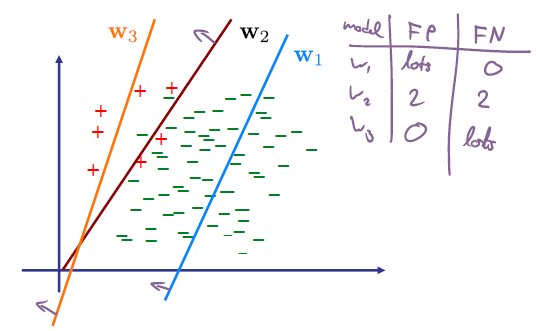 w₃
w₂
w₁
model FP FN
w₁ lots 0
w₂ 2 2
w₃ 0 lots